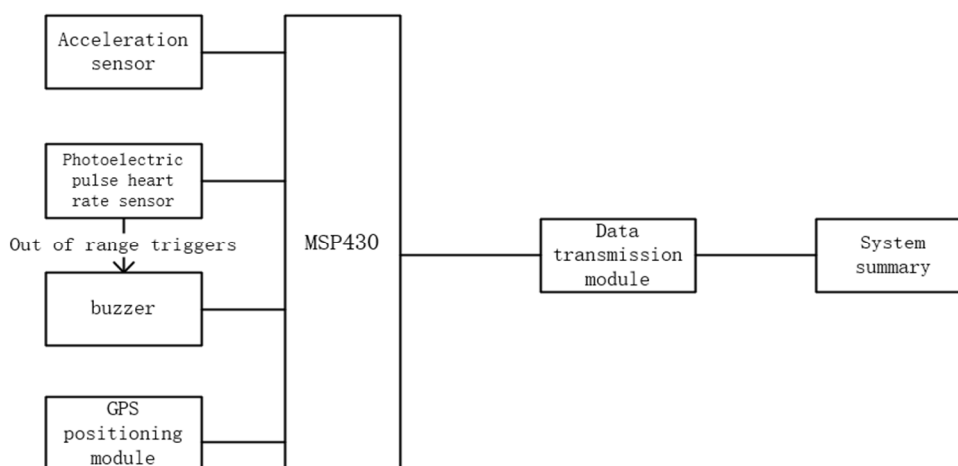 Acceleration
sensor
Photoelectric
pulse heart
rate sensor
Out of range triggers
buzzer
GPS
positioning
module
MSP430
Data
transmission
module
System
summary